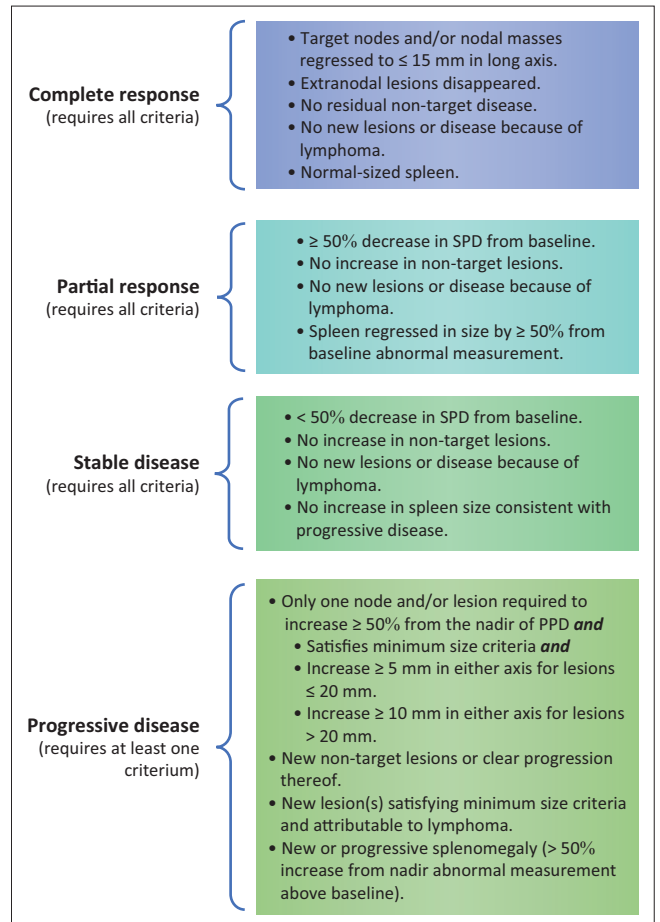 Complete response
(requires all criteria)
• Target nodes and/or nodal masses
regressed to ≤ 15 mm in long axis.
• Extranodal lesions disappeared.
• No residual non-target disease.
• No new lesions or disease because of
lymphoma.
• Normal-sized spleen.
Partial response
(requires all criteria)
• ≥ 50% decrease in SPD from baseline.
• No increase in non-target lesions.
• No new lesions or disease because of
lymphoma.
• Spleen regressed in size by ≥ 50% from
baseline abnormal measurement.
Stable disease
(requires all criteria)
• < 50% decrease in SPD from baseline.
• No increase in non-target lesions.
• No new lesions or disease because of
lymphoma.
• No increase in spleen size consistent with
progressive disease.
Progressive disease
(requires at least one
criterium)
• Only one node and/or lesion required to
increase ≥ 50% from the nadir of PPD and
• Satisfies minimum size criteria and
• Increase ≥ 5 mm in either axis for lesions
≤ 20 mm.
• Increase ≥ 10 mm in either axis for lesions
> 20 mm.
• New non-target lesions or clear progression
thereof.
• New lesion(s) satisfying minimum size criteria
and attributable to lymphoma.
• New or progressive splenomegaly (> 50%
increase from nadir abnormal measurement
above baseline).